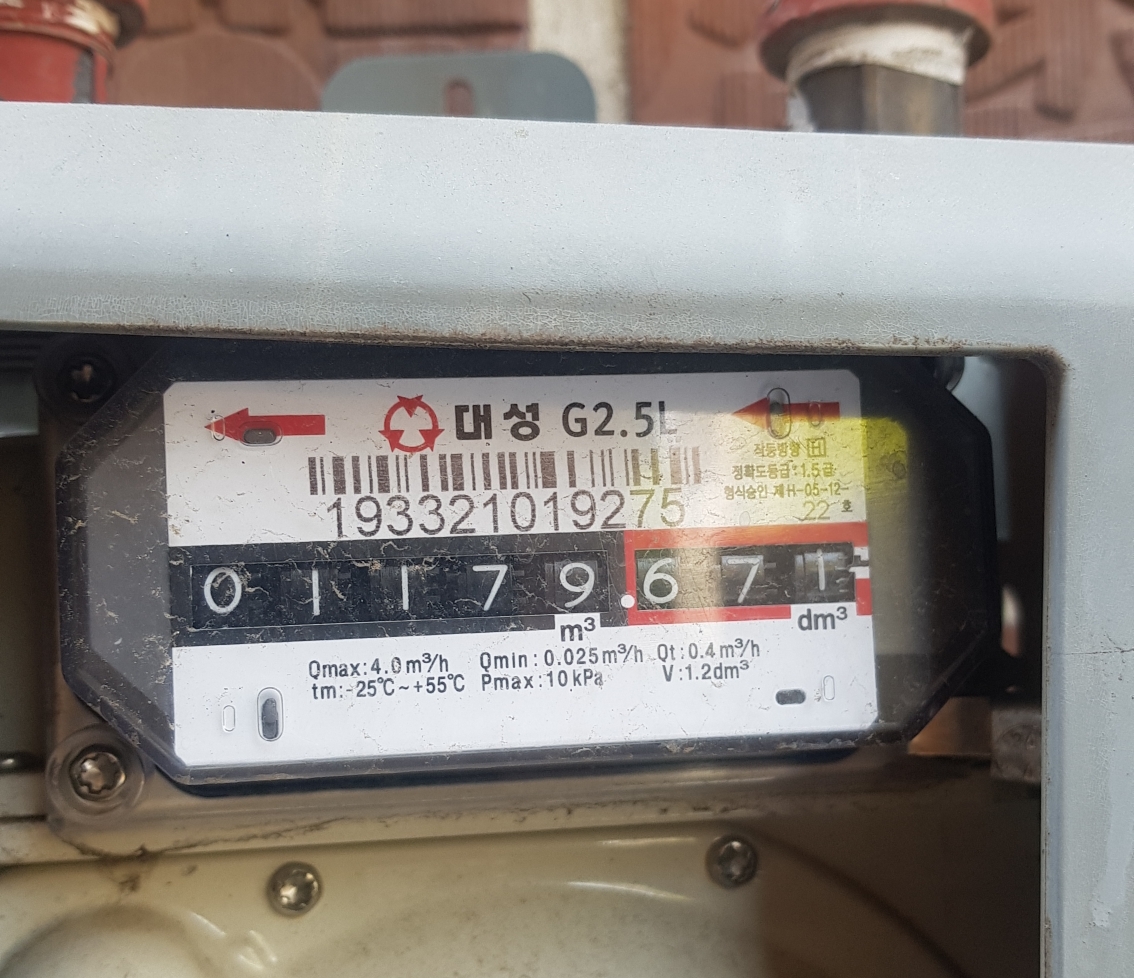 대성 G2.5L
작동방향 H
정확도등급:1.5급
형식승인 제H-05-12-
22 호
193321019275
01179.671
m³
dm³
Qmax:4.0m³/h Qmin:0.025m³/h Qt:0.4m³/h
tm:-25℃~+55℃ Pmax:10kPa V:1.2dm³